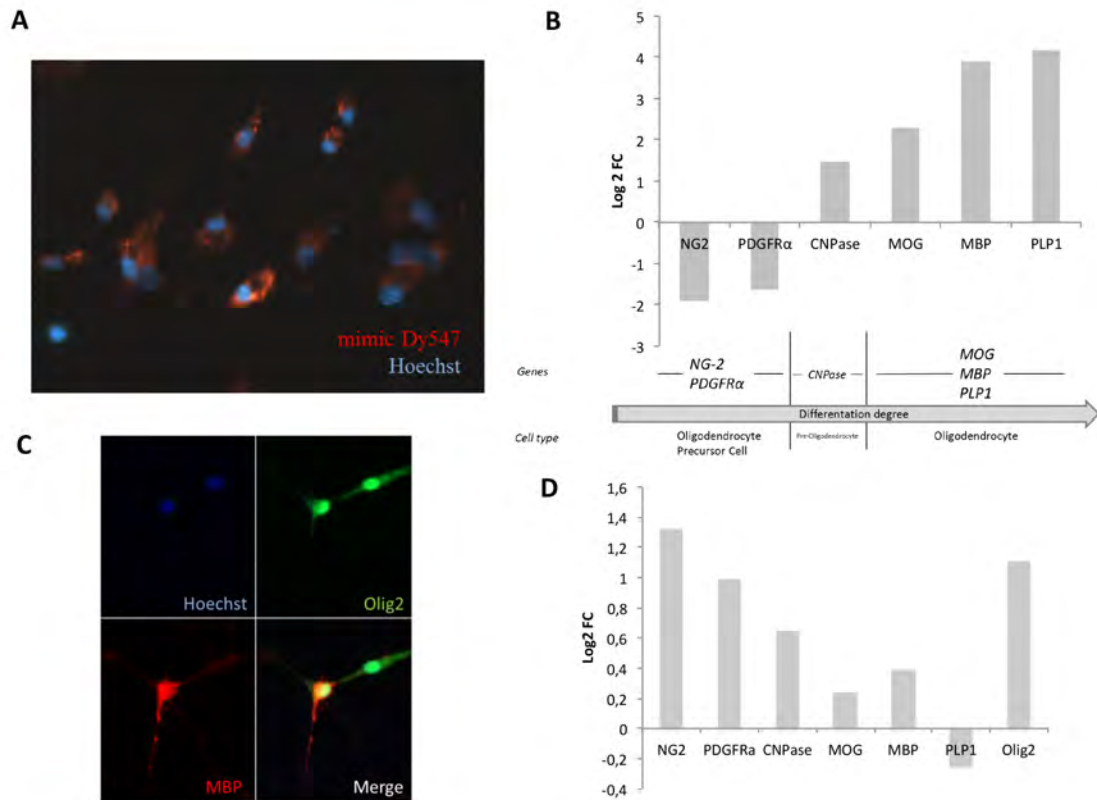 A
mimic Dy547
Hoechst
B
5
4
3
2
1
0
-1
-2
-3
Log 2 FC
NG2 PDGFRα CNPase MOG MBP PLP1
Genes
NG-2
PDGFRα
CNPase
MOG
MBP
PLP1
Differentation degree
Cell type
Oligodendrocyte
Precursor Cell
Pre-Oligodendrocyte
Oligodendrocyte
C
Hoechst
Olig2
MBP
Merge
D
1,6
1,4
1,2
1
0,8
0,6
0,4
0,2
0
-0,2
-0,4
Log2 FC
NG2 PDGFRa CNPase MOG MBP PLP1 Olig2